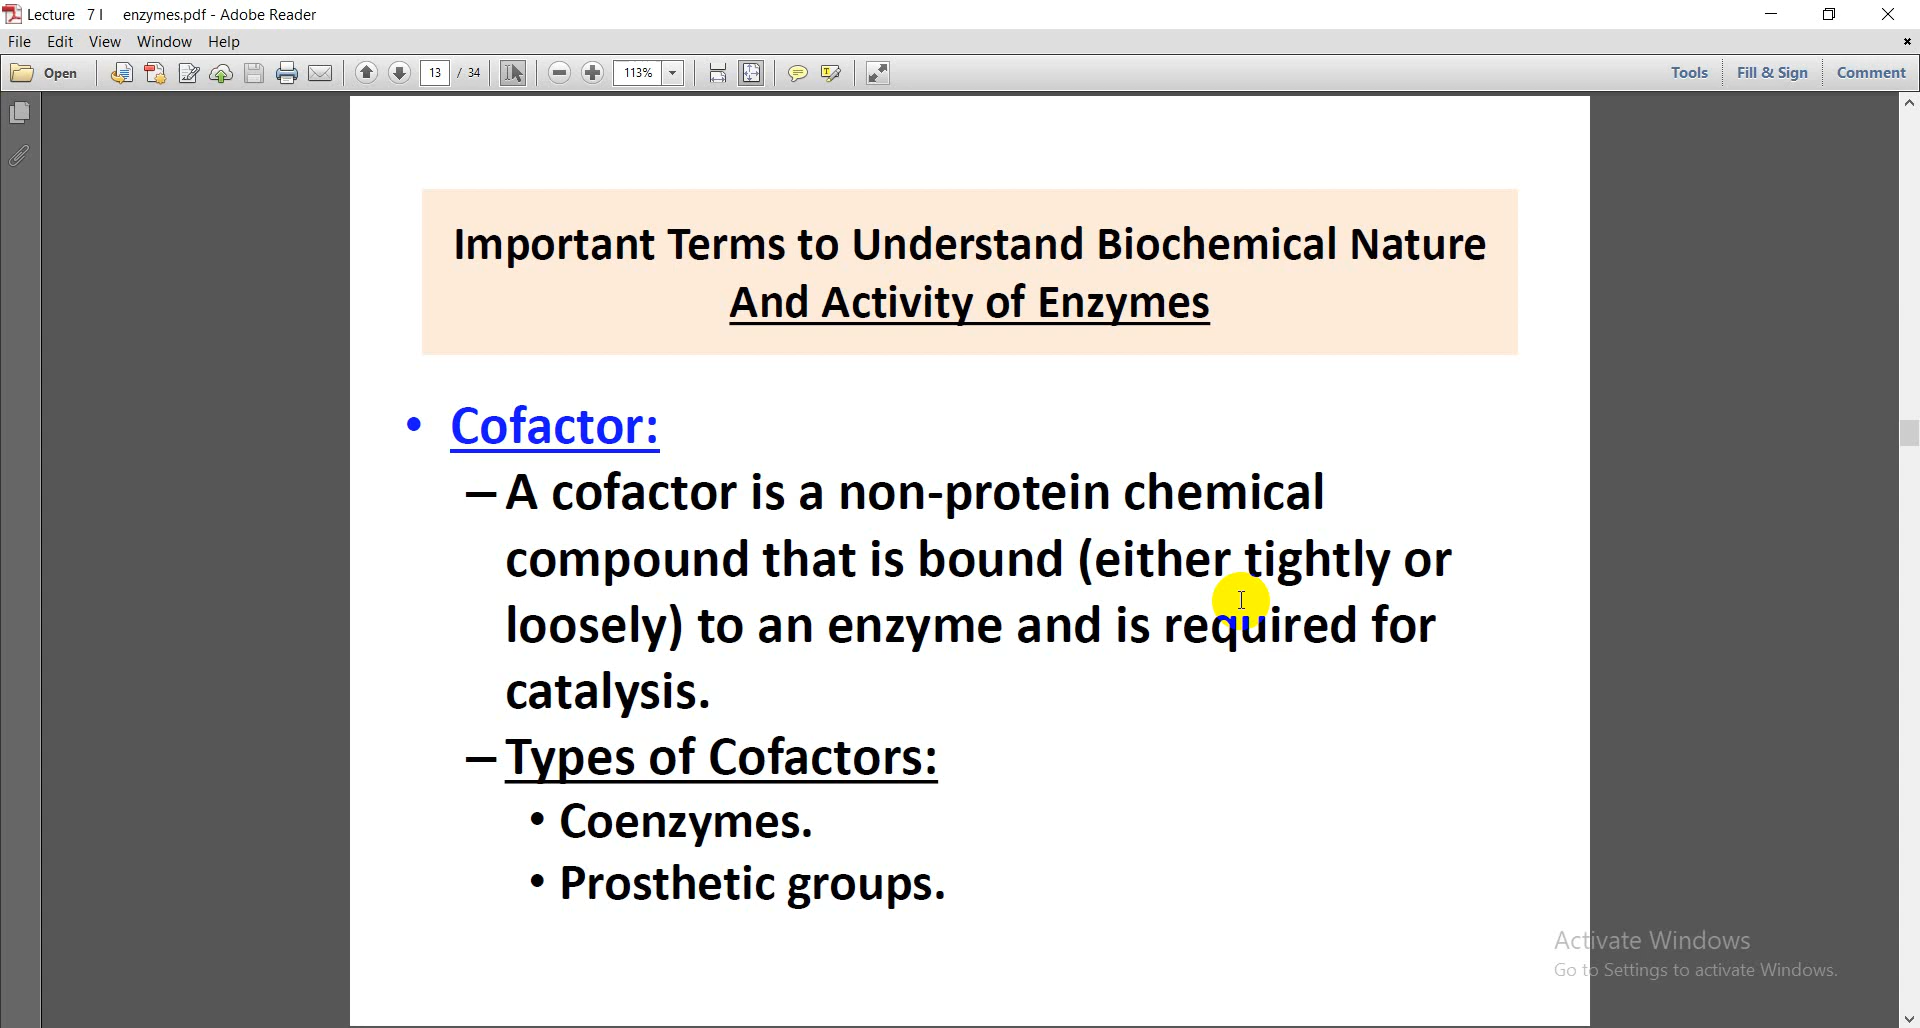 Lecture 7 I enzymes.pdf - Adobe Reader
File Edit View Window Help
Open 13 / 34 113% Tools Fill & Sign Comment
Important Terms to Understand Biochemical Nature
And Activity of Enzymes
• Cofactor:
– A cofactor is a non-protein chemical
compound that is bound (either tightly or
loosely) to an enzyme and is required for
catalysis.
– Types of Cofactors:
• Coenzymes.
• Prosthetic groups.
Activate Windows
Go to Settings to activate Windows.